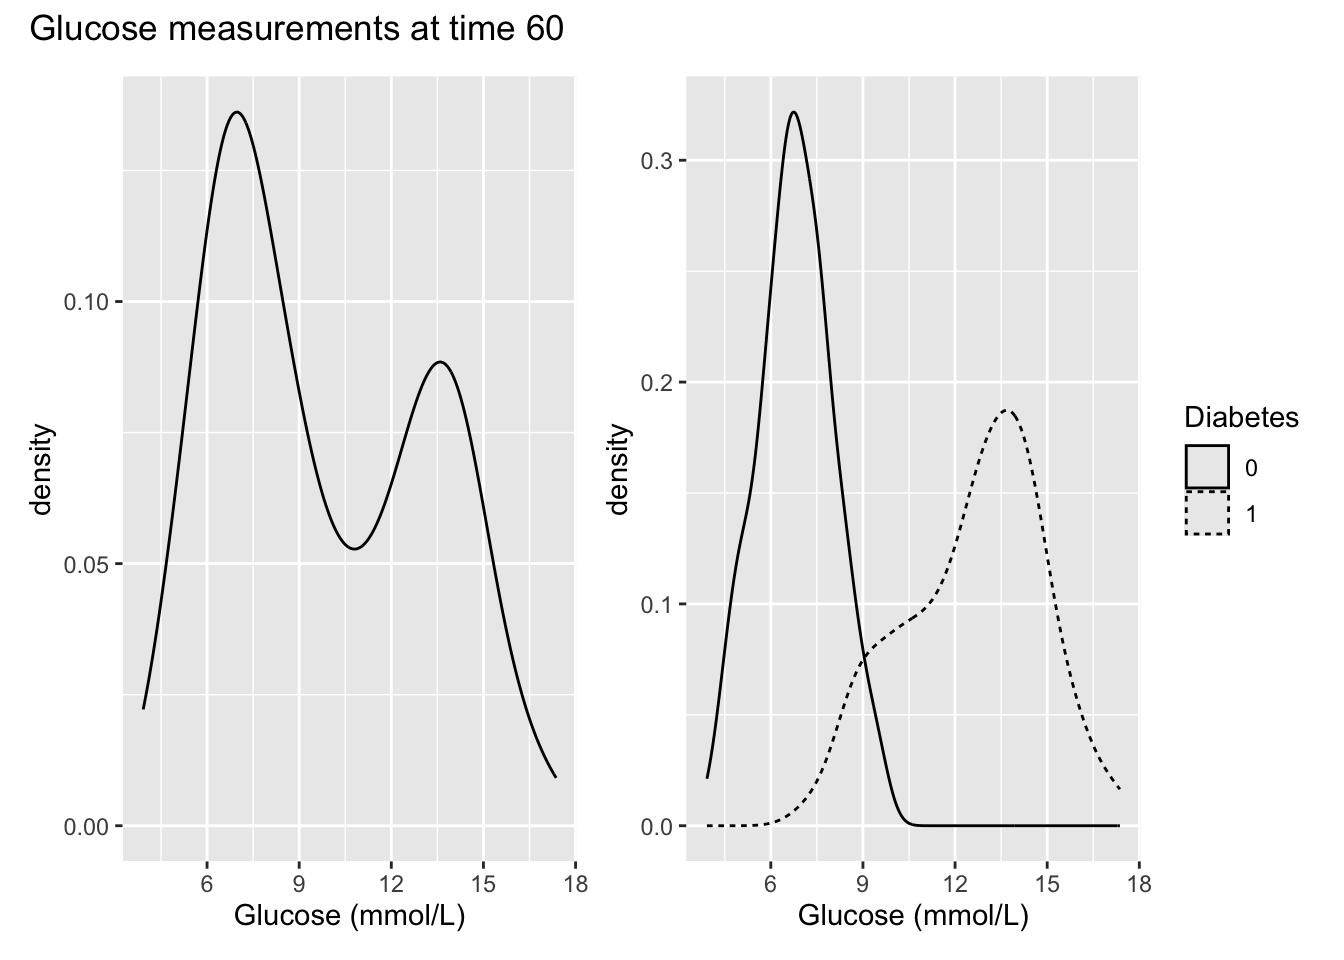 Glucose measurements at time 60
density
0.10
0.05
0.00
6 9 12 15 18
Glucose (mmol/L)
density
0.3
0.2
0.1
0.0
6 9 12 15 18
Glucose (mmol/L)
Diabetes
0
1